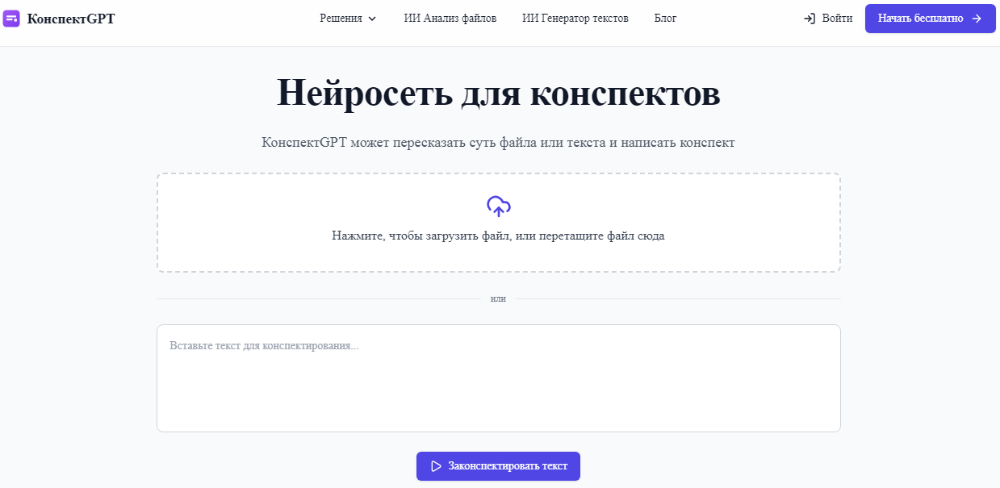 КонспектGPT
Решения
ИИ Анализ файлов
ИИ Генератор текстов
Блог
Войти
Начать бесплатно
Нейросеть для конспектов
КонспектGPT может пересказать суть файла или текста и написать конспект
Нажмите, чтобы загрузить файл, или перетащите файл сюда
или
Вставьте текст для конспектирования...
Законспектировать текст